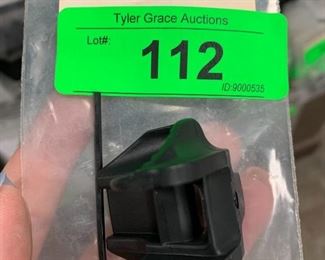 Tyler Grace Auctions
Lot#:
112
ID:9000535